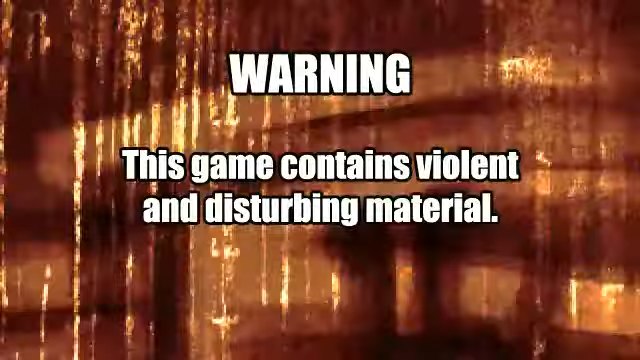 WARNING
This game contains violent
and disturbing material.